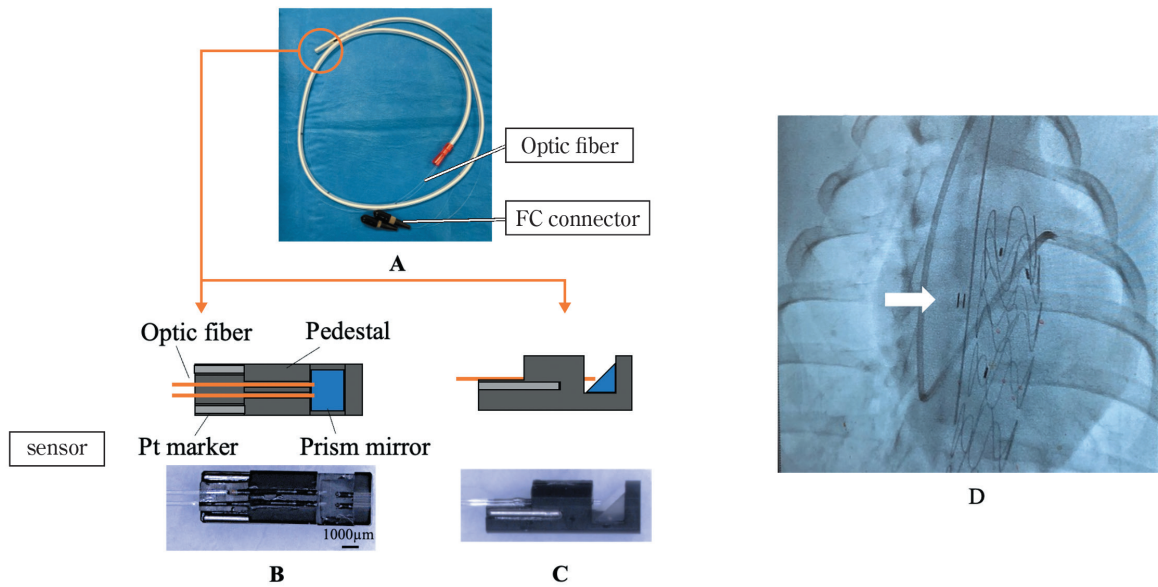 Optic fiber
FC connector
A
Optic fiber
Pedestal
Pt marker
Prism mirror
sensor
1000μm
B
C
D